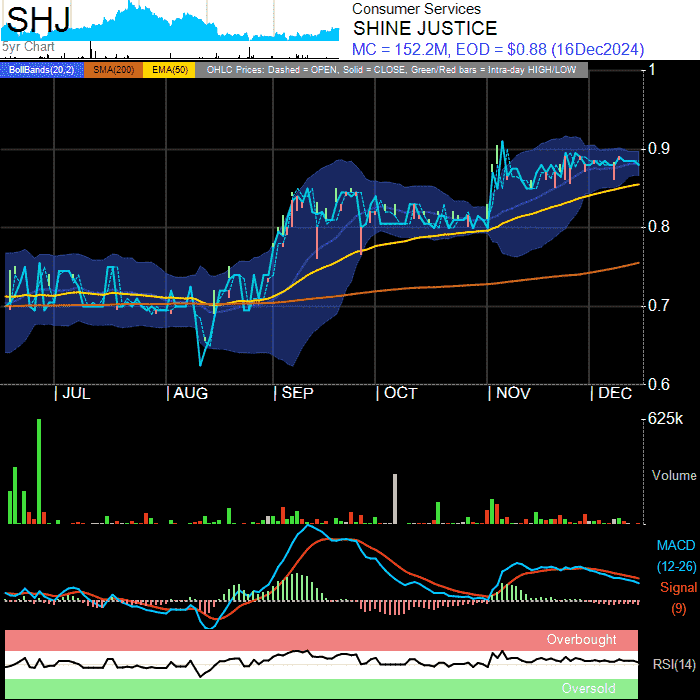 SHJ
5yr Chart
Consumer Services
SHINE JUSTICE
MC = 152.2M, EOD = $0.88 (16Dec2024)
BollBands(20,2) SMA(200) EMA(50) OHLC Prices: Dashed = OPEN, Solid = CLOSE, Green/Red bars = Intra-day HIGH/LOW
1
0.9
0.8
0.7
0.6
| JUL | AUG | SEP | OCT | NOV | DEC
625k
Volume
MACD
(12-26)
Signal
(9)
Overbought
RSI(14)
Oversold